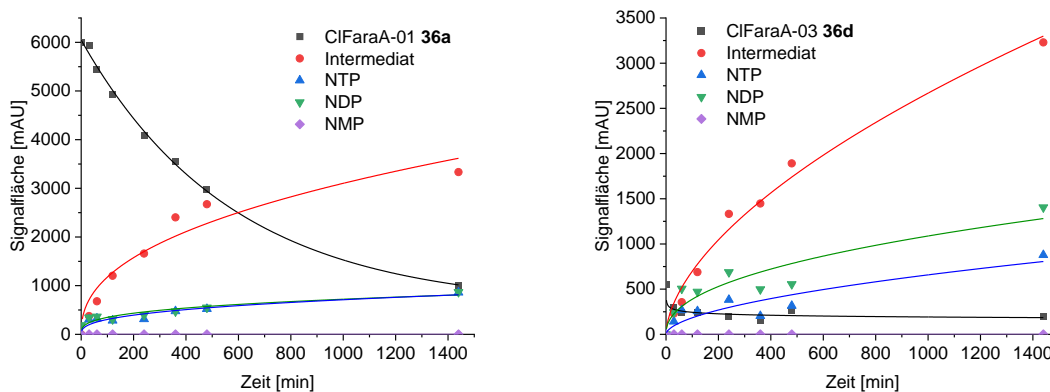 6000
5000
4000
3000
2000
1000
0
Signalfläche [mAU]
ClFaraA-01 36a
Intermediat
NTP
NDP
NMP
0 200 400 600 800 1000 1200 1400
Zeit [min]
3500
3000
2500
2000
1500
1000
500
0
Signalfläche [mAU]
ClFaraA-03 36d
Intermediat
NTP
NDP
NMP
0 200 400 600 800 1000 1200 1400
Zeit [min]